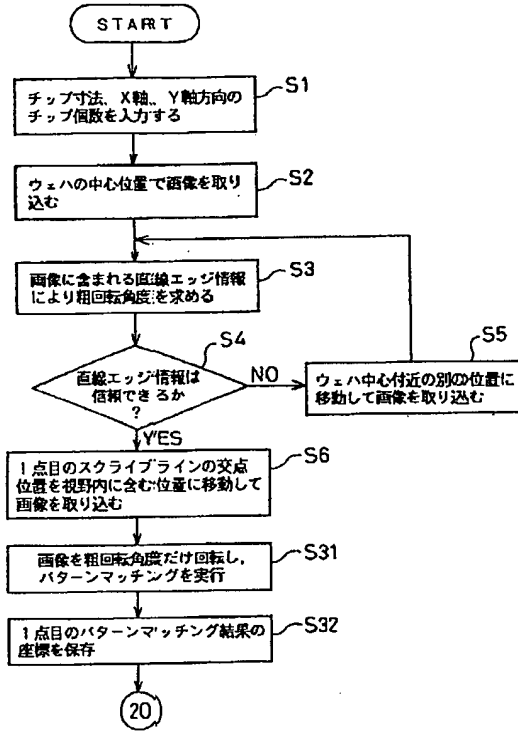 START
チップ寸法、X軸、Y軸方向の
チップ個数を入力する
S1
ウェハの中心位置で画像を取り
込む
S2
画像に含まれる直線エッジ情報
により粗回転角度を求める
S3
直線エッジ情報は
信頼できるか
?
S4
NO
ウェハ中心付近の別の位置に
移動して画像を取り込む
S5
YES
1点目のスクライブラインの交点
位置を視野内に含む位置に移動して
画像を取り込む
S6
画像を粗回転角度だけ回転し,
パターンマッチングを実行
S31
1点目のパターンマッチング結果の
座標を保存
S32
20